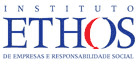 INSTITUTO
ETHOS
DE EMPRESAS E RESPONSABILIDADE SOCIAL